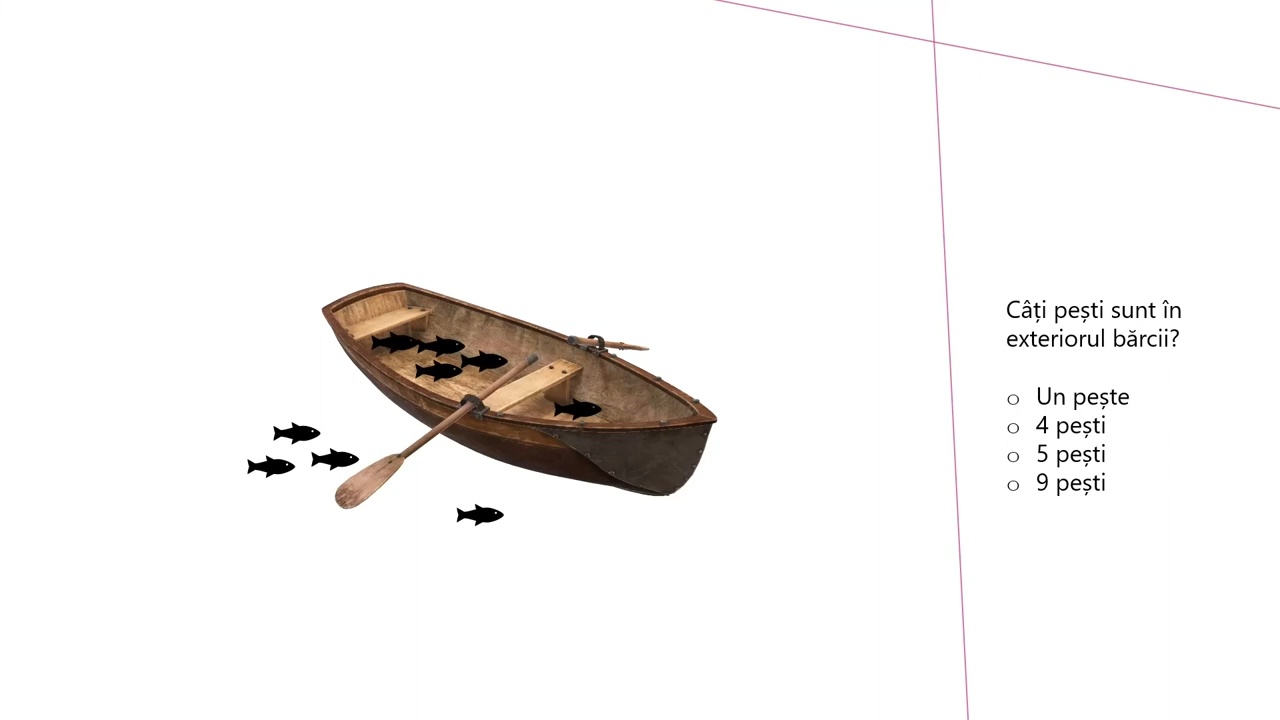 Câți pești sunt în
exteriorul bărcii?
o Un pește
o 4 pești
o 5 pești
o 9 pești